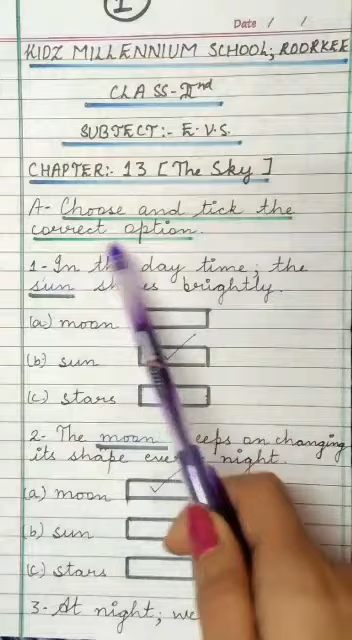 1
Date / /
KIDZ MILLENNIUM SCHOOL, ROORKEE
CLASS-IInd
SUBJECT:- E.V.S.
CHAPTER:- 13 [The Sky]
A- Choose and tick the
correct option.
1- In the day time, the
sun brightly.
(a) moon
(b) sun
(c) stars
2- The moon eeps on changing
its shape night.
(a) moon
(b) sun
(c) stars
3- At night, we